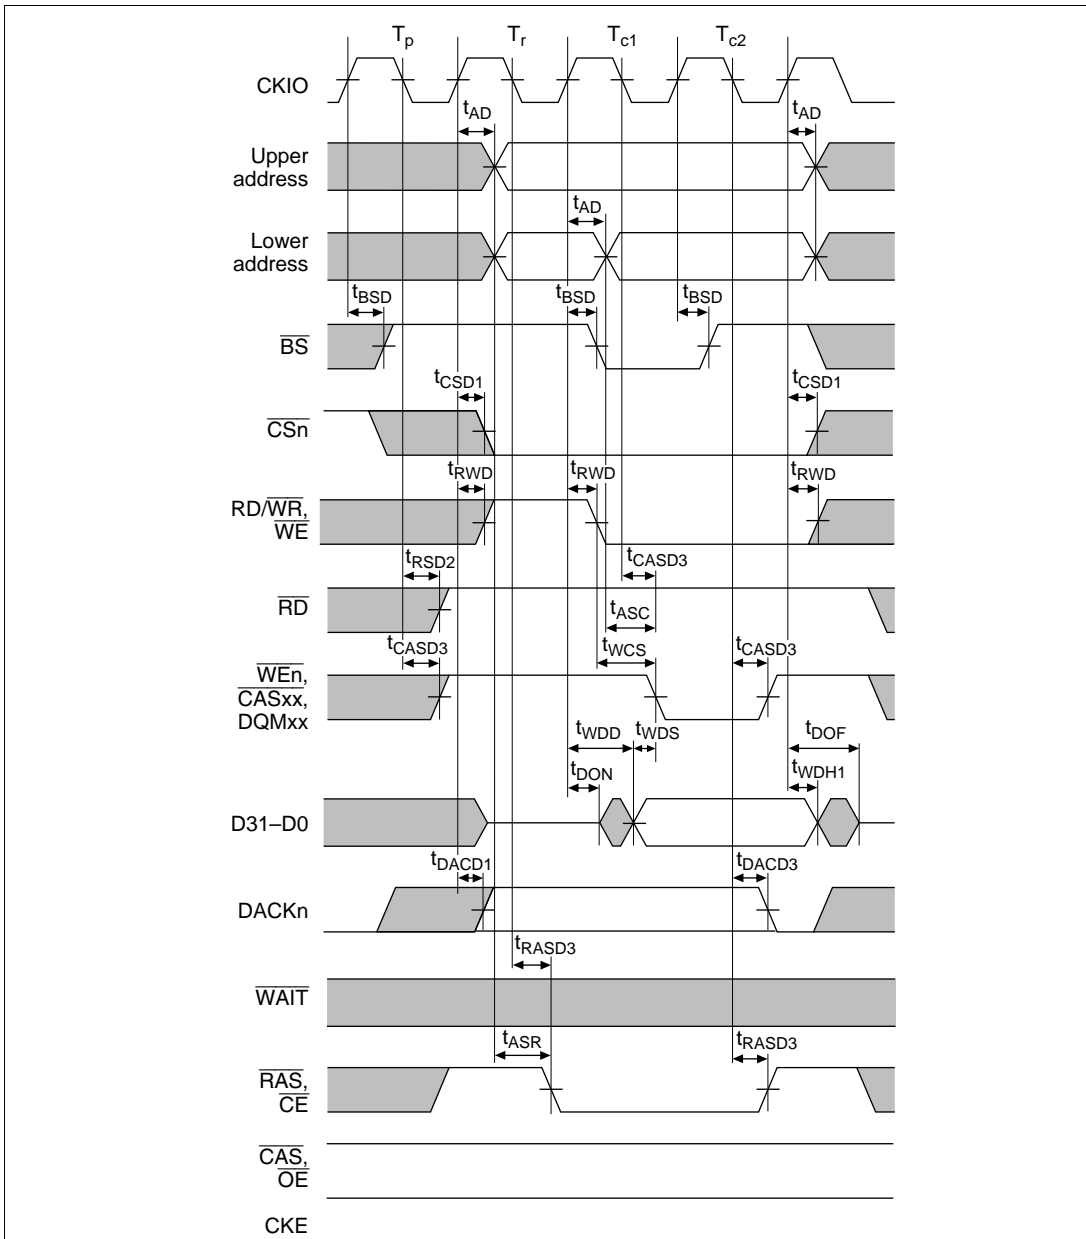 Tp Tr Tc1 Tc2
CKIO
tAD tAD
Upper
address
tAD
Lower
address
tBSD tBSD tBSD
BS
tCSD1 tCSD1
CSn
tRWD tRWD tRWD
RD/WR,
WE
tRSD2 tCASD3
RD
tASC
tCASD3 tWCS tCASD3
WEn,
CASxx,
DQMxx
tWDD tWDS tDOF
tDON tWDH1
D31–D0
tDACD1 tDACD3
DACKn
tRASD3
WAIT
tASR tRASD3
RAS,
CE
CAS,
OE
CKE